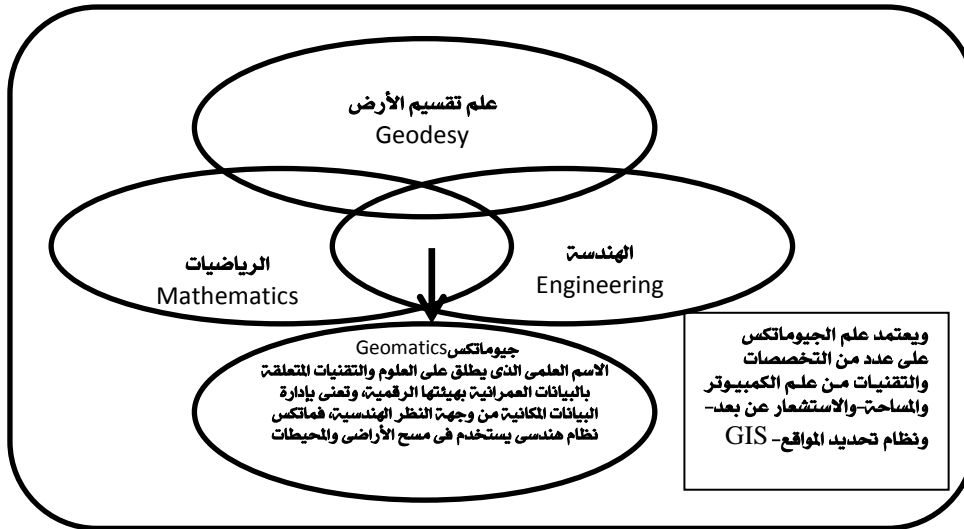 علم تقسيم الأرض
Geodesy
الهندسة
Engineering
الرياضيات
Mathematics
جيوماتكس Geomatics
الاسم العلمى الذى يطلق على العلوم والتقنيات المتعلقة
بالبيانات العمرانية بهيئتها الرقمية، وتعنى بإدارة
البيانات المكانية من وجهة النظر الهندسية، فماتكس
نظام هندسى يستخدم فى مسح الأراضى والمحيطات
ويعتمد علم الجيوماتكس
على عدد من التخصصات
والتقنيات من علم الكمبيوتر
والمساحة-والاستشعار عن بعد-
ونظام تحديد المواقع- GIS